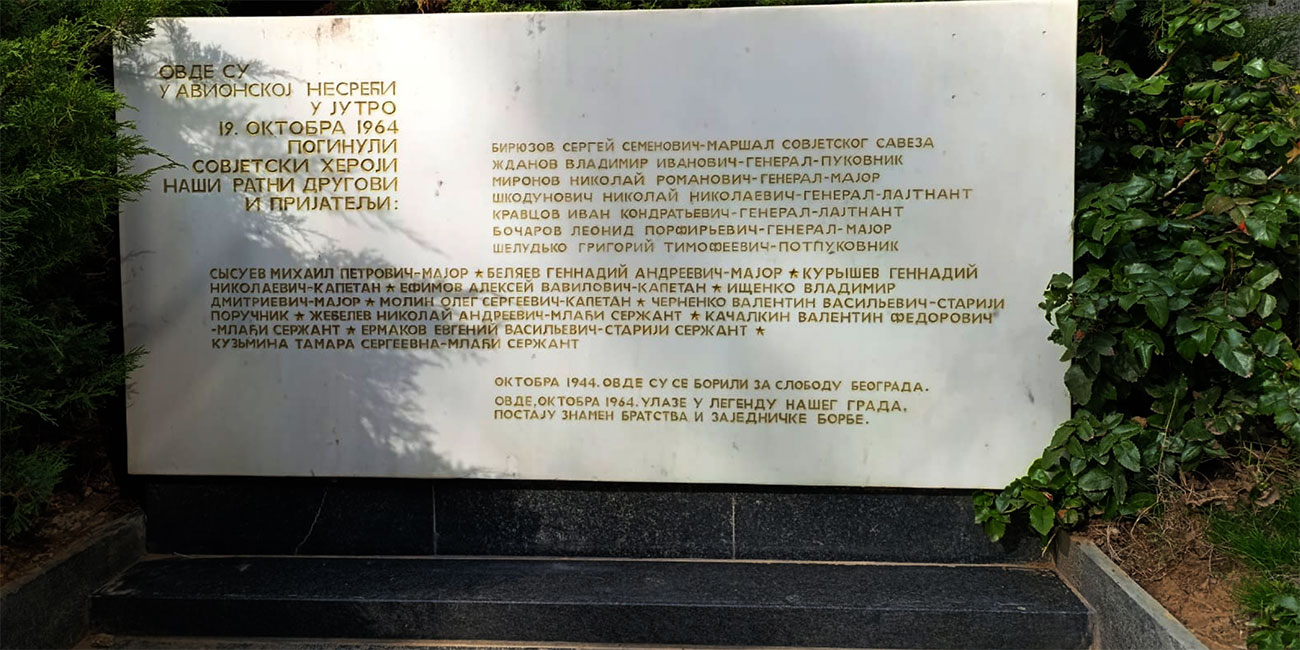 ОВДЕ СУ
У АВИОНСКОЈ НЕСРЕЋИ
У ЈУТРО
19. ОКТОБРА 1964
ПОГИНУЛИ
СОВЈЕТСКИ ХЕРОЈИ
НАШИ РАТНИ ДРУГОВИ
И ПРИЈАТЕЉИ:
БИРЮЗОВ СЕРГЕЙ СЕМЕНОВИЧ-МАРШАЛ СОВЈЕТСКОГ САВЕЗА
ЖДАНОВ ВЛАДИМИР ИВАНОВИЧ-ГЕНЕРАЛ-ПУКОВНИК
МИРОНОВ НИКОЛАЙ РОМАНОВИЧ-ГЕНЕРАЛ-МАЈОР
ШКОДУНОВИЧ НИКОЛАЙ НИКОЛАЕВИЧ-ГЕНЕРАЛ-ЛАЈТНАНТ
КРАВЦОВ ИВАН КОНДРАТЬЕВИЧ-ГЕНЕРАЛ-ЛАЈТНАНТ
БОЧАРОВ ЛЕОНИД ПОРФИРЬЕВИЧ-ГЕНЕРАЛ-МАЈОР
ШЕЛУДЬКО ГРИГОРИЙ ТИМОФЕЕВИЧ-ПОТПУКОВНИК
СЫСУЕВ МИХАИЛ ПЕТРОВИЧ-МАЈОР ★ БЕЛЯЕВ ГЕННАДИЙ АНДРЕЕВИЧ-МАЈОР ★ КУРЫШЕВ ГЕННАДИЙ
НИКОЛАЕВИЧ-КАПЕТАН ★ ЕФИМОВ АЛЕКСЕЙ ВАВИЛОВИЧ-КАПЕТАН ★ ИЩЕНКО ВЛАДИМИР
ДМИТРИЕВИЧ-МАЈОР ★ МОЛИН ОЛЕГ СЕРГЕЕВИЧ-КАПЕТАН ★ ЧЕРНЕНКО ВАЛЕНТИН ВАСИЉЕВИЧ-СТАРИЈИ
ПОРУЧНИК ★ ЖЕБЕЛЕВ НИКОЛАЙ АНДРЕЕВИЧ-МЛАЂИ СЕРЖАНТ ★ КАЧАЛКИН ВАЛЕНТИН ФЕДОРОВИЧ
-МЛАЂИ СЕРЖАНТ ★ ЕРМАКОВ ЕВГЕНИЙ ВАСИЉЕВИЧ-СТАРИЈИ СЕРЖАНТ ★
КУЗЬМИНА ТАМАРА СЕРГЕЕВНА-МЛАЂИ СЕРЖАНТ
ОКТОБРА 1944. ОВДЕ СУ СЕ БОРИЛИ ЗА СЛОБОДУ БЕОГРАДА.
ОВДЕ, ОКТОБРА 1964. УЛАЗЕ У ЛЕГЕНДУ НАШЕГ ГРАДА,
ПОСТАЈУ ЗНАМЕН БРАТСТВА И ЗАЈЕДНИЧКЕ БОРБЕ.